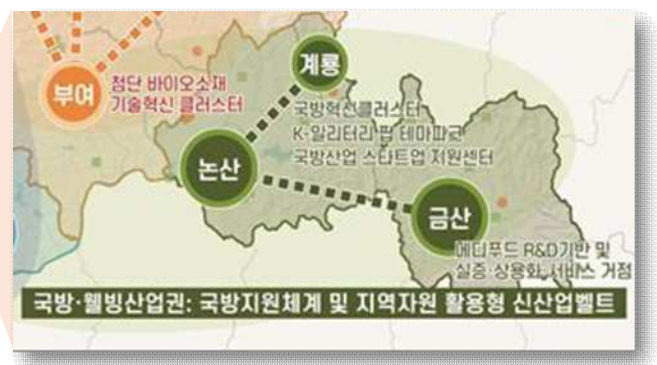 계룡
부여
첨단 바이오소재
기술혁신 클러스터
국방혁신클러스터
K-밀리터리 팝 테마파크
국방산업 스타트업 지원센터
논산
금산
메디푸드 R&D기반 및
실증·상용화 서비스 거점
국방·웰빙산업권: 국방지원체계 및 지역자원 활용형 신산업벨트